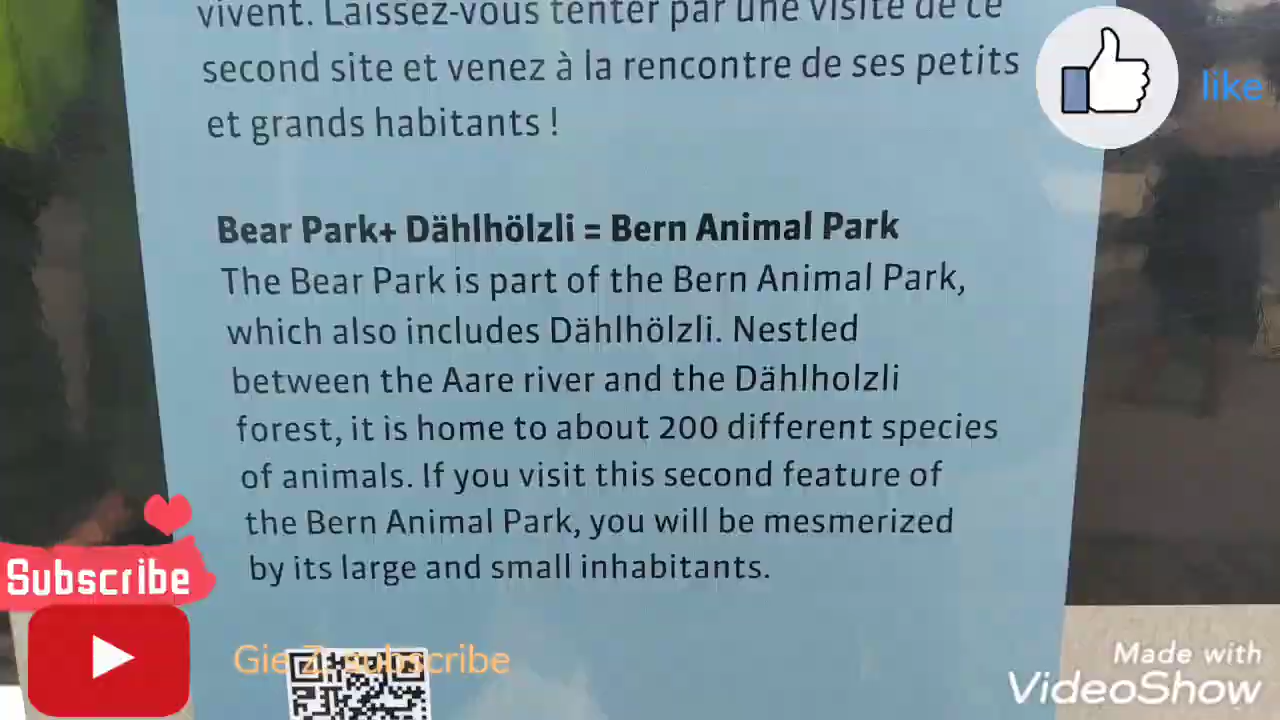 vivent. Laissez-vous tenter par une visite de ce
second site et venez à la rencontre de ses petits
et grands habitants !
like
Bear Park+ Dählhölzli = Bern Animal Park
The Bear Park is part of the Bern Animal Park,
which also includes Dählhölzli. Nestled
between the Aare river and the Dählholzli
forest, it is home to about 200 different species
of animals. If you visit this second feature of
the Bern Animal Park, you will be mesmerized
by its large and small inhabitants.
Subscribe
Gie Z. subscribe
Made with
VideoShow